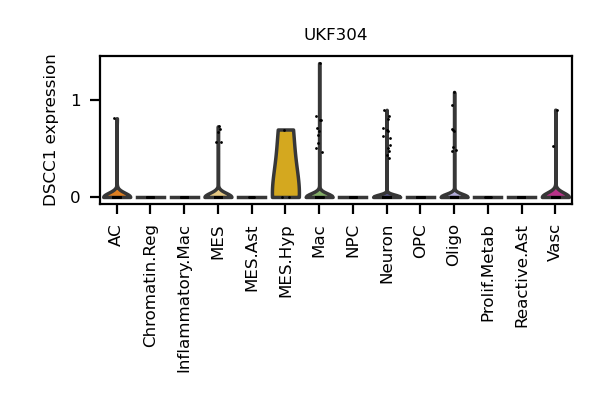 UKF304
DSCC1 expression
1
0
AC
Chromatin.Reg
Inflammatory.Mac
MES
MES.Ast
MES.Hyp
Mac
NPC
Neuron
OPC
Oligo
Prolif.Metab
Reactive.Ast
Vasc